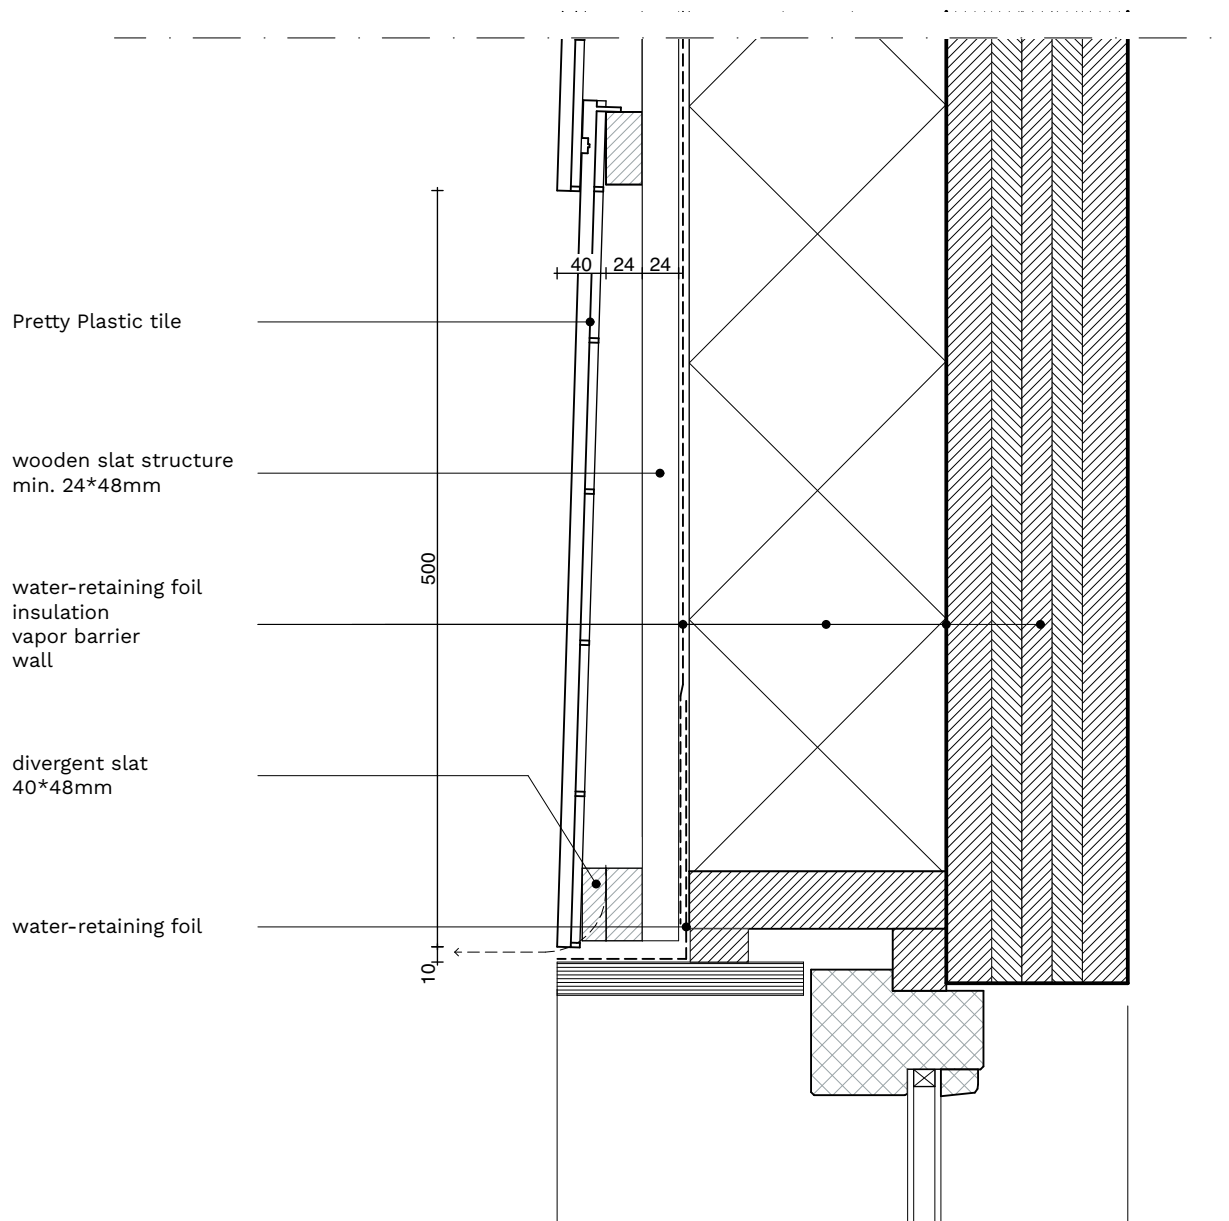 40 24 24
Pretty Plastic tile
wooden slat structure
min. 24*48mm
500
water-retaining foil
insulation
vapor barrier
wall
divergent slat
40*48mm
water-retaining foil
10